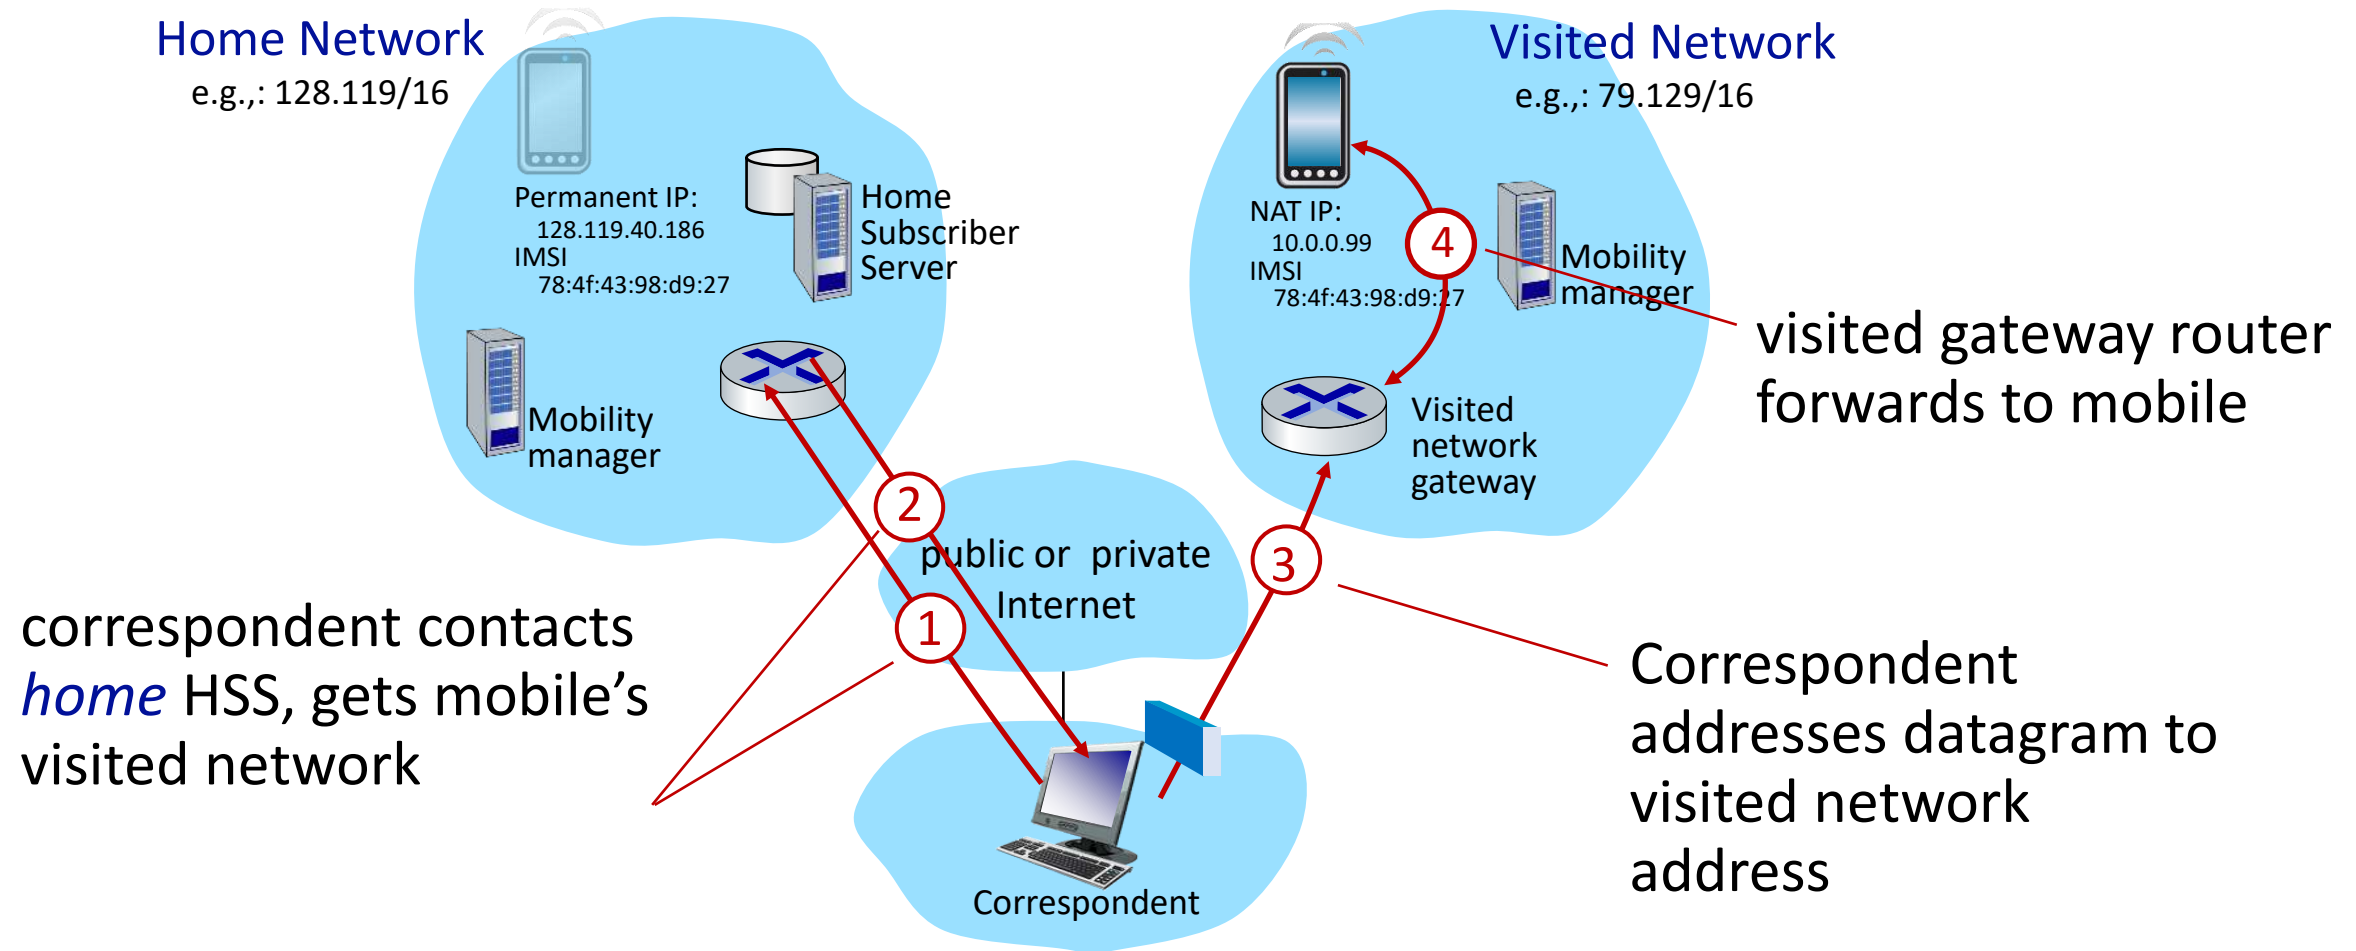 Home Network
e.g.,: 128.119/16
Visited Network
e.g.,: 79.129/16
Permanent IP:
128.119.40.186
IMSI
78:4f:43:98:d9:27
Home
Subscriber
Server
Mobility
manager
NAT IP:
10.0.0.99
IMSI
78:4f:43:98:d9:27
4
Mobility
manager
Visited
network
gateway
visited gateway router
forwards to mobile
2
public or  private
Internet
3
1
correspondent contacts
home HSS, gets mobile’s
visited network
Correspondent
addresses datagram to
visited network
address
Correspondent